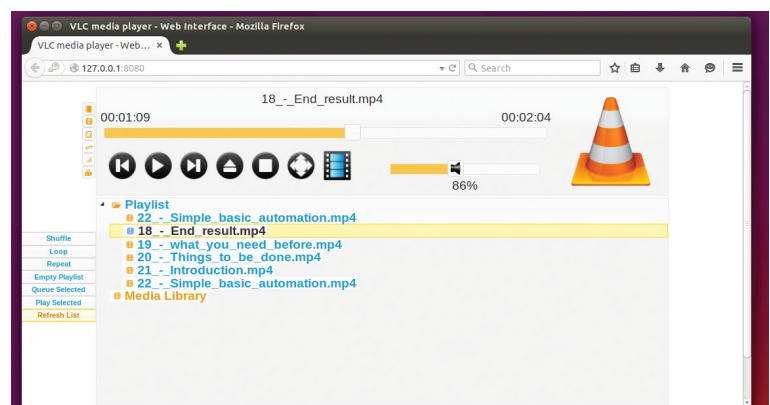 VLC media player - Web Interface - Mozilla Firefox
VLC media player - Web... ×
127.0.0.1:8080
Search
18_-_End_result.mp4
00:01:09
00:02:04
86%
Playlist
22_-_Simple_basic_automation.mp4
18_-_End_result.mp4
19_-_what_you_need_before.mp4
20_-_Things_to_be_done.mp4
21_-_Introduction.mp4
22_-_Simple_basic_automation.mp4
Media Library
Shuffle
Loop
Repeat
Empty Playlist
Queue Selected
Play Selected
Refresh List